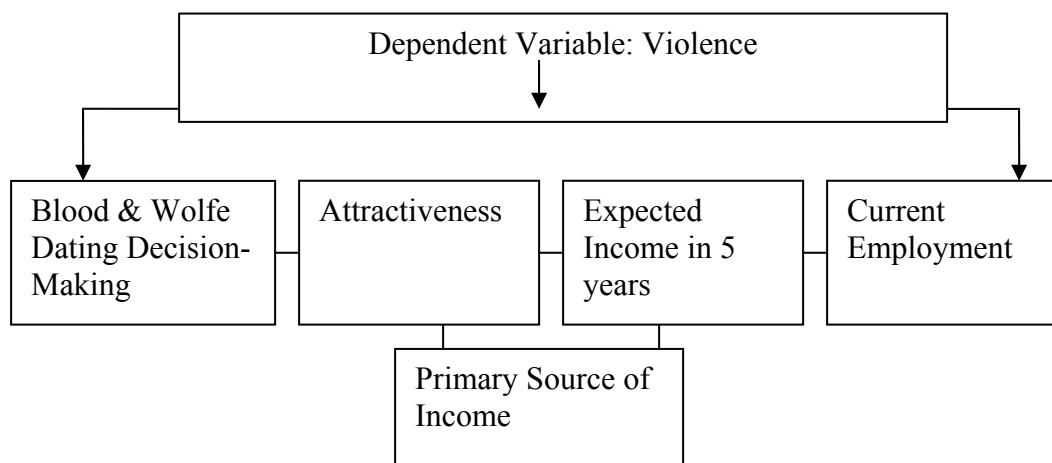 Dependent Variable: Violence
Blood & Wolfe
Dating Decision-
Making
Attractiveness
Expected
Income in 5
years
Current
Employment
Primary Source of
Income